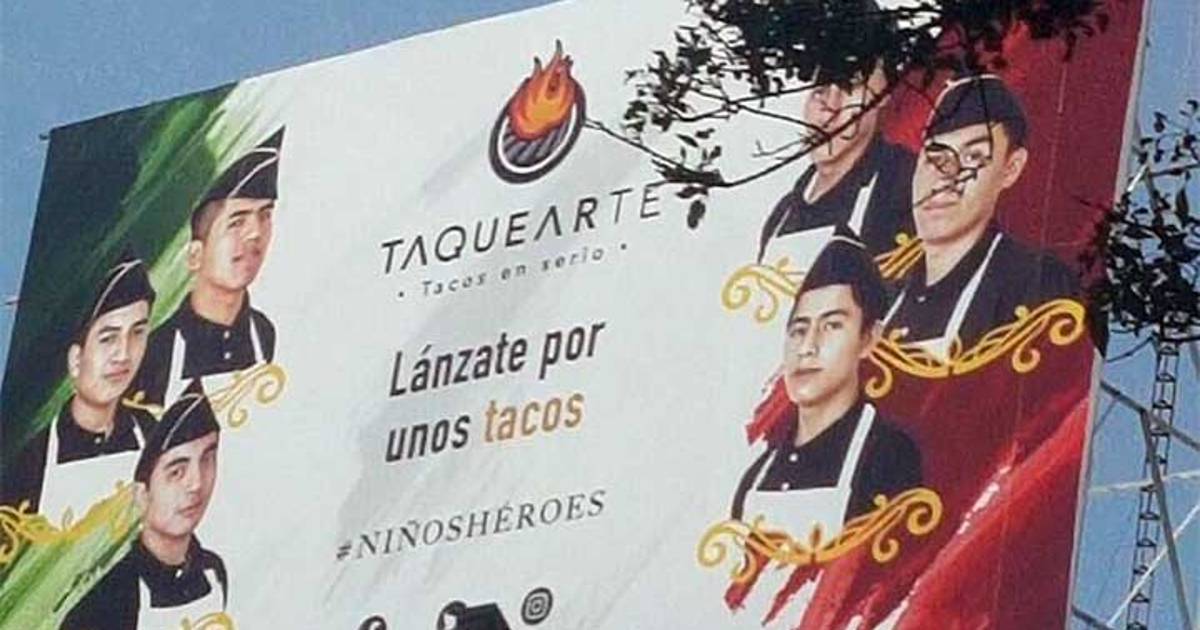 TAQUEARTE
• Tacos en serio •
Lánzate por
unos tacos
#NIÑOSHÉROES